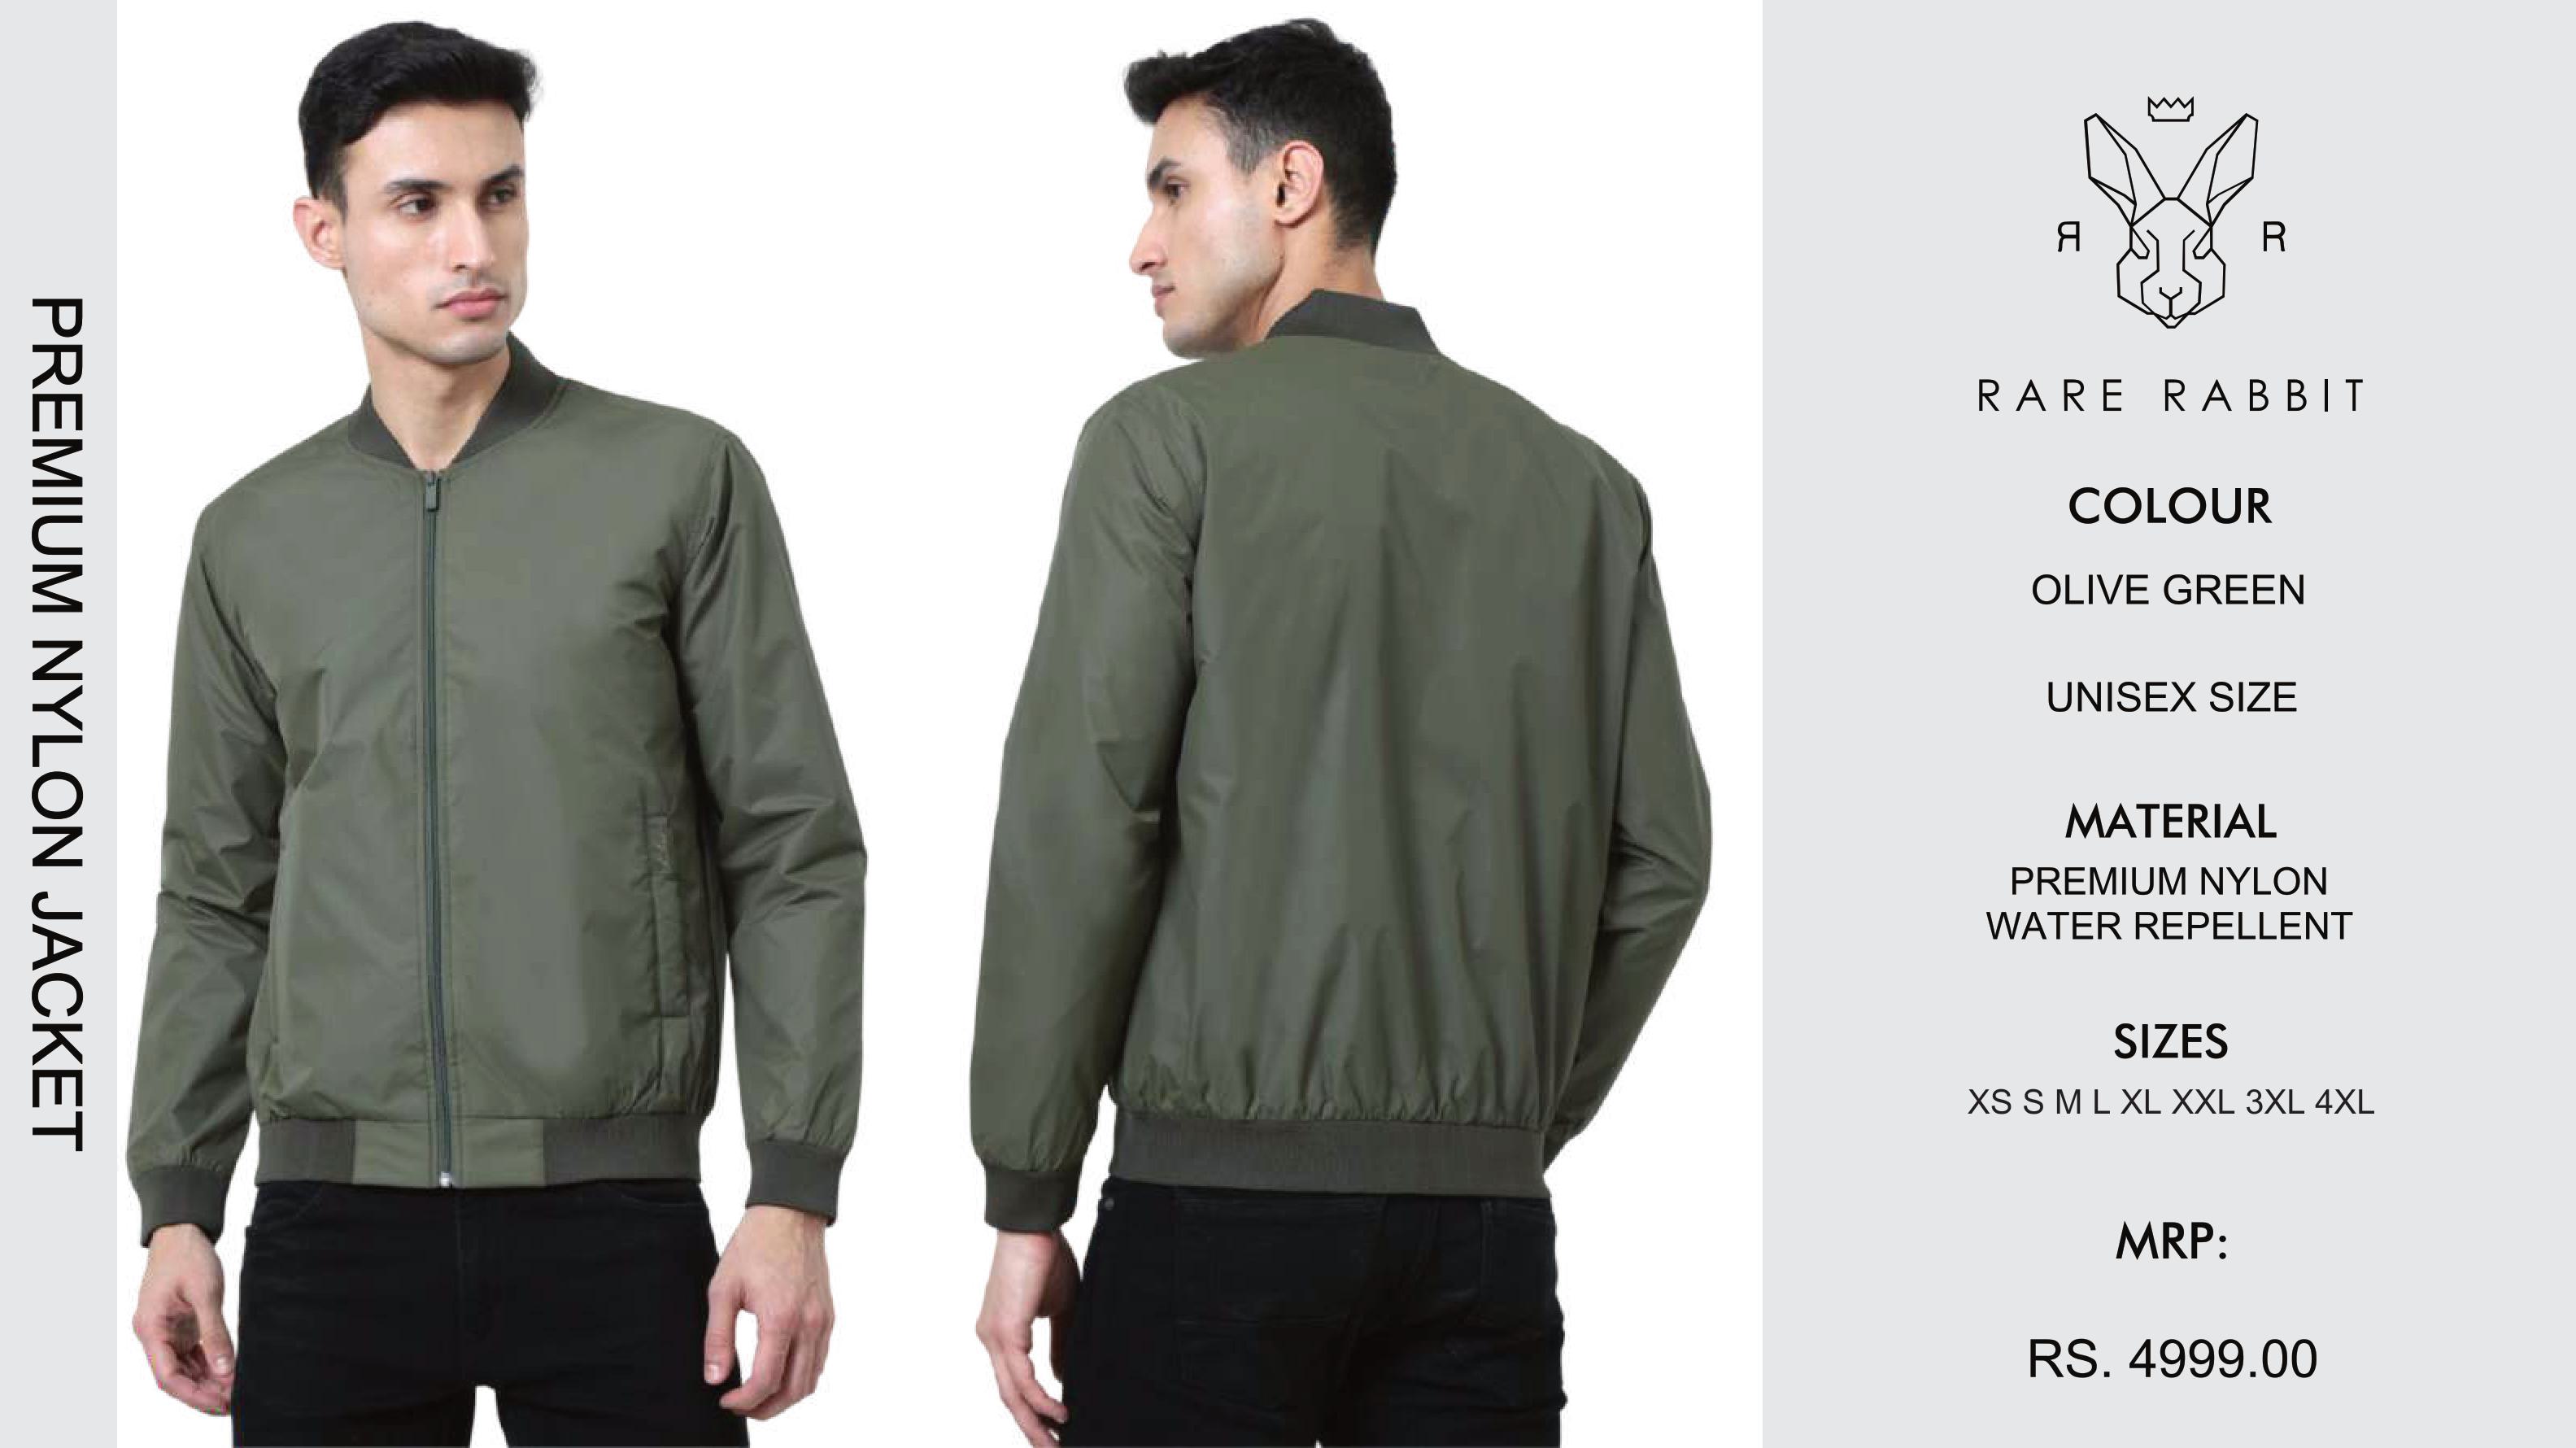 PREMIUM NYLON JACKET
R R
RARE RABBIT
COLOUR
OLIVE GREEN
UNISEX SIZE
MATERIAL
PREMIUM NYLON
WATER REPELLENT
SIZES
XS S M L XL XXL 3XL 4XL
MRP:
RS. 4999.00